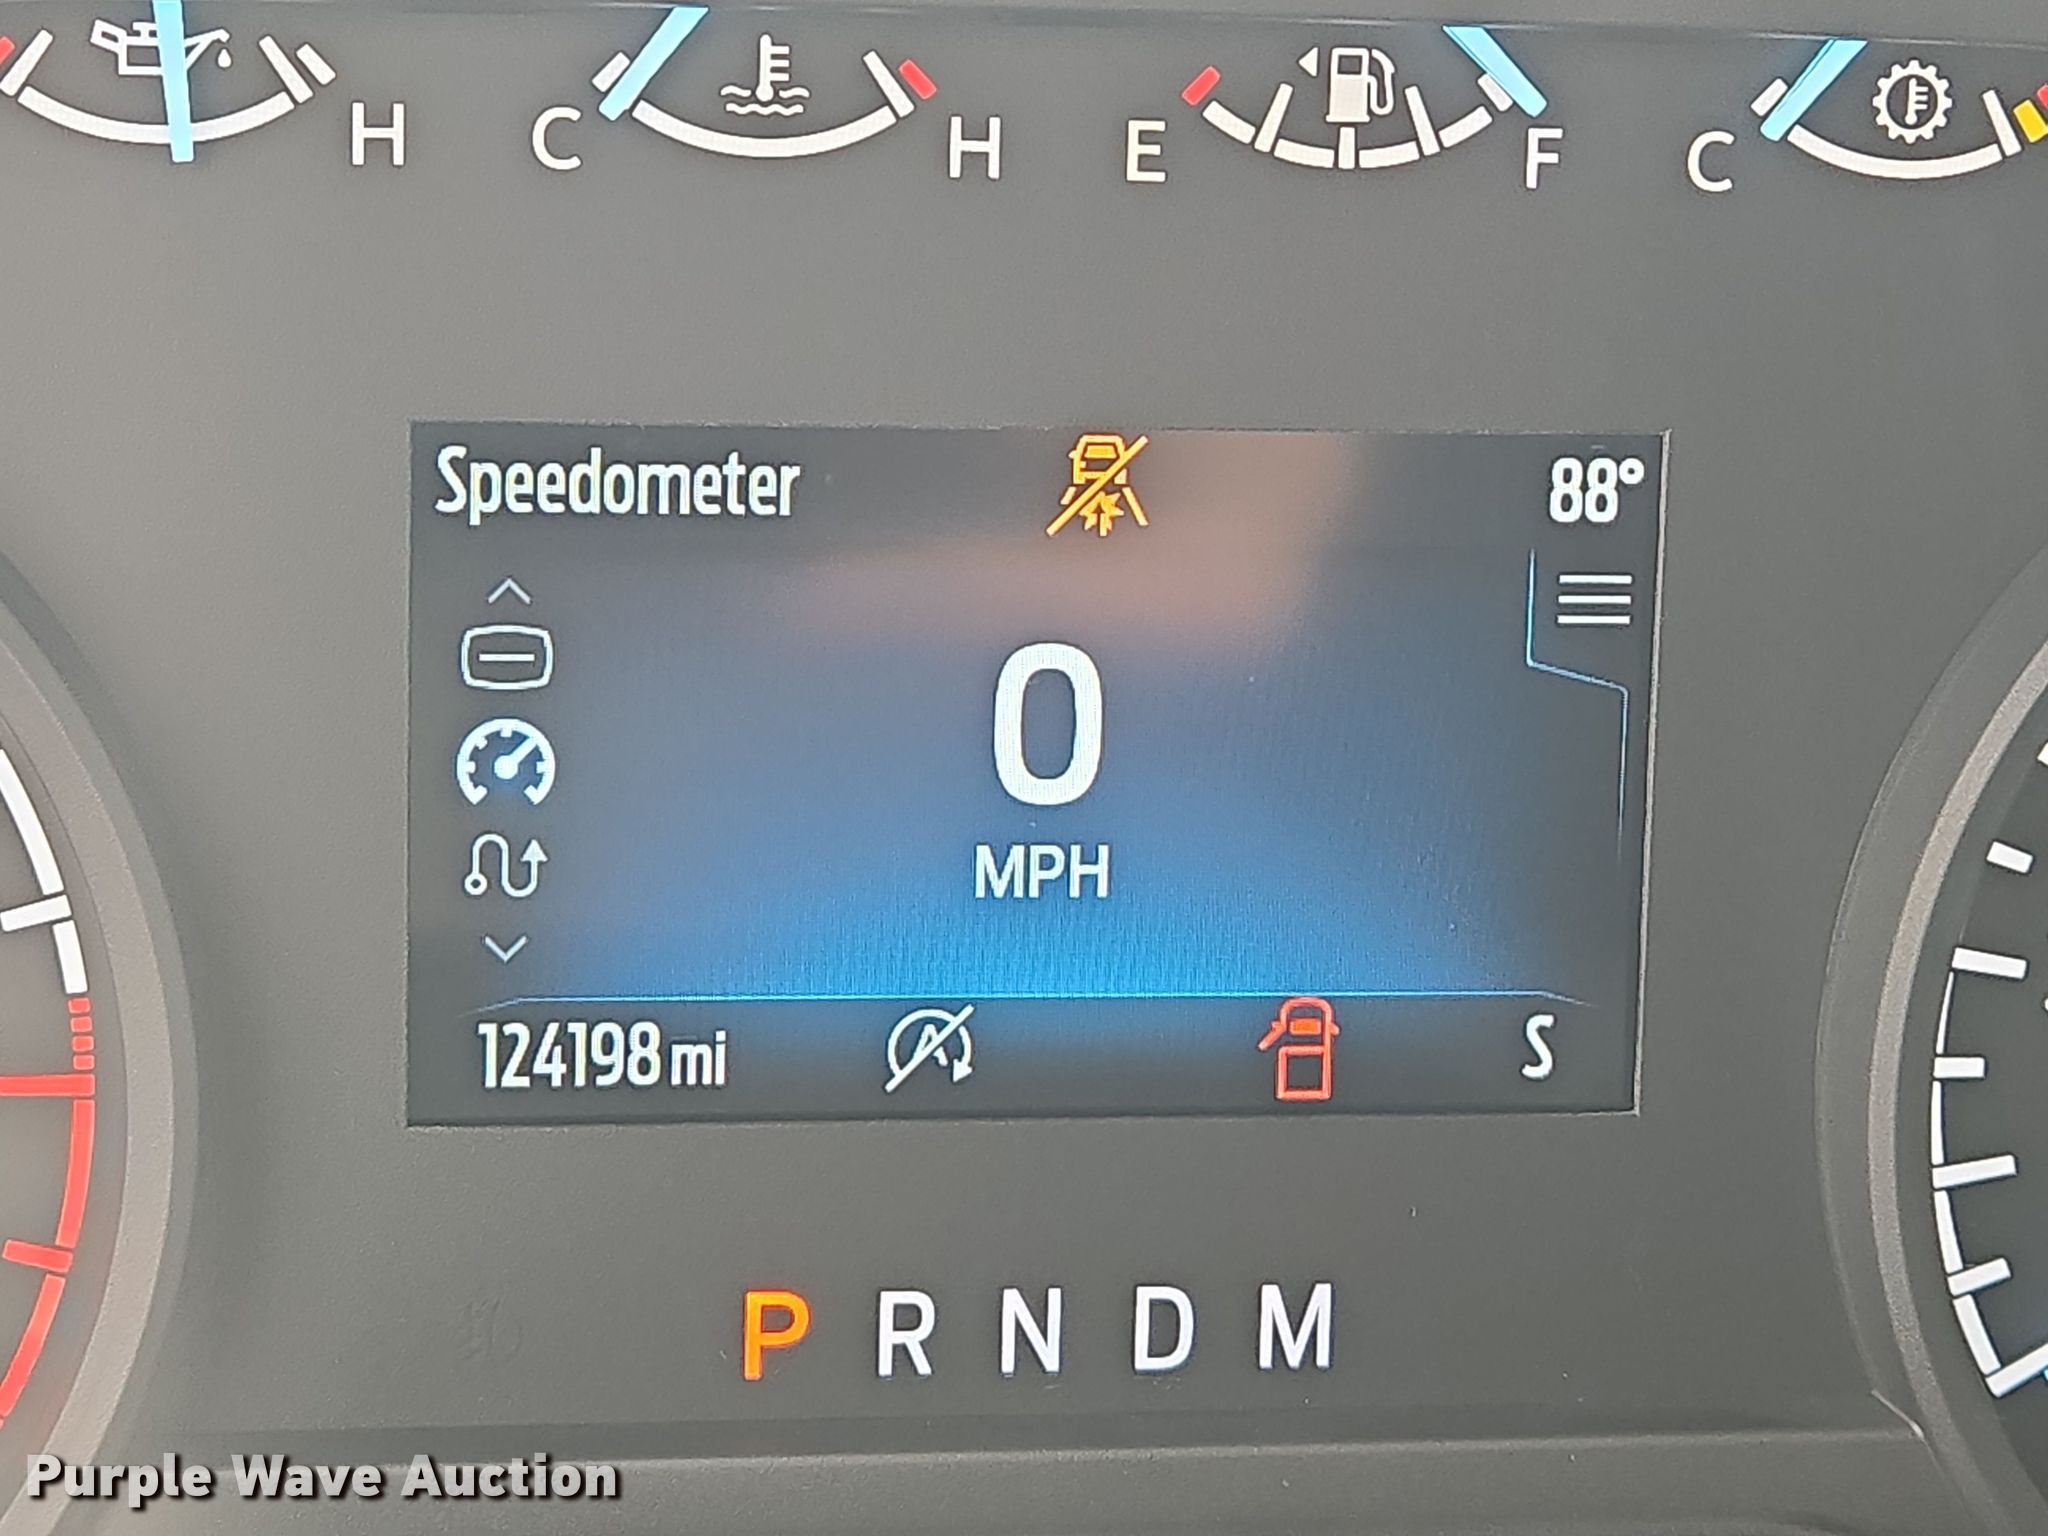 H C H E F C
Speedometer 88°
0
MPH
124198 mi S
P R N D M
Purple Wave Auction